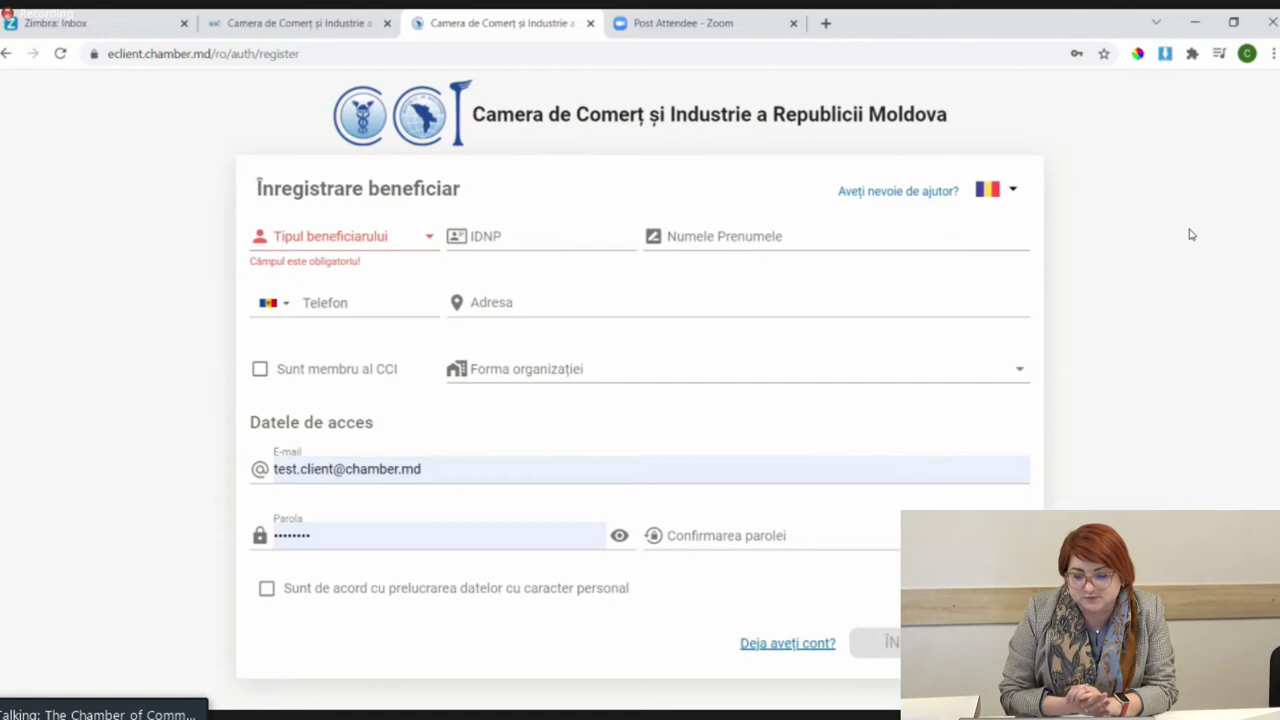 Recording
Zimbra: Inbox
Camera de Comerț și Industrie a
Camera de Comerț și Industrie a
Post Attendee - Zoom
eclient.chamber.md/ro/auth/register
C
Camera de Comerț și Industrie a Republicii Moldova
Înregistrare beneficiar
Aveți nevoie de ajutor?
Tipul beneficiarului
IDNP
Numele Prenumele
Câmpul este obligatoriu!
Telefon
Adresa
Sunt membru al CCI
Forma organizației
Datele de acces
E-mail
test.client@chamber.md
Parola
••••••••
Confirmarea parolei
Sunt de acord cu prelucrarea datelor cu caracter personal
Deja aveți cont?
ÎN
Talking: The Chamber of Comm...